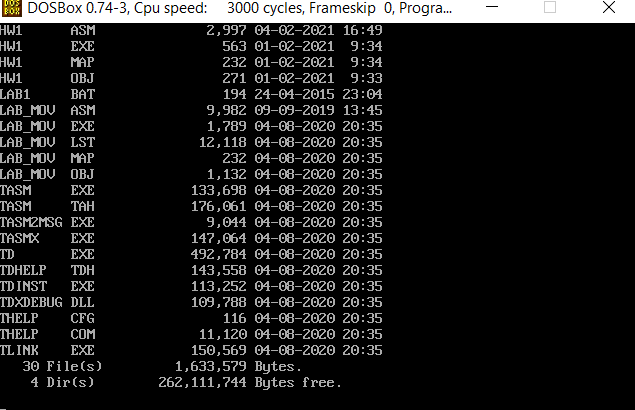 DOS BOX DOSBox 0.74-3, Cpu speed: 3000 cycles, Frameskip 0, Progra...
HW1 ASM 2,997 04-02-2021 16:49
HW1 EXE 563 01-02-2021 9:34
HW1 MAP 232 01-02-2021 9:34
HW1 OBJ 271 01-02-2021 9:33
LAB1 BAT 194 24-04-2015 23:04
LAB_MOV ASM 9,982 09-09-2019 13:45
LAB_MOV EXE 1,789 04-08-2020 20:35
LAB_MOV LST 12,118 04-08-2020 20:35
LAB_MOV MAP 232 04-08-2020 20:35
LAB_MOV OBJ 1,132 04-08-2020 20:35
TASM EXE 133,698 04-08-2020 20:35
TASM TAH 176,061 04-08-2020 20:35
TASM2MSG EXE 9,044 04-08-2020 20:35
TASMX EXE 147,064 04-08-2020 20:35
TD EXE 492,784 04-08-2020 20:35
TDHELP TDH 143,558 04-08-2020 20:35
TDINST EXE 113,252 04-08-2020 20:35
TDXDEBUG DLL 109,788 04-08-2020 20:35
THELP CFG 116 04-08-2020 20:35
THELP COM 11,120 04-08-2020 20:35
TLINK EXE 150,569 04-08-2020 20:35
30 File(s) 1,633,579 Bytes.
4 Dir(s) 262,111,744 Bytes free.